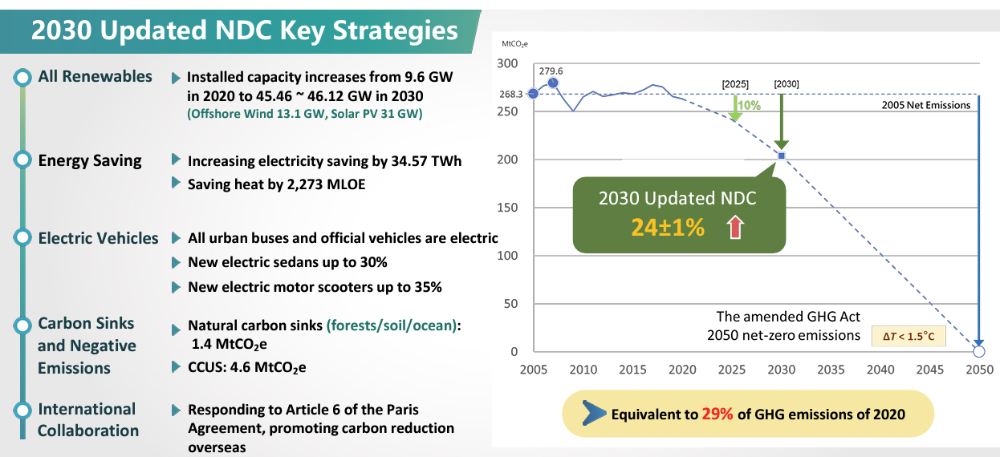 2030 Updated NDC Key Strategies
All Renewables
Installed capacity increases from 9.6 GW
in 2020 to 45.46 ~ 46.12 GW in 2030
(Offshore Wind 13.1 GW, Solar PV 31 GW)
Energy Saving
Increasing electricity saving by 34.57 TWh
Saving heat by 2,273 MLOE
Electric Vehicles
All urban buses and official vehicles are electric
New electric sedans up to 30%
New electric motor scooters up to 35%
Carbon Sinks
and Negative
Emissions
Natural carbon sinks (forests/soil/ocean):
1.4 MtCO₂e
CCUS: 4.6 MtCO₂e
International
Collaboration
Responding to Article 6 of the Paris
Agreement, promoting carbon reduction
overseas
MtCO₂e
300
279.6
268.3
[2025]
[2030]
10%
2005 Net Emissions
250
200
2030 Updated NDC
24±1%
150
100
50
The amended GHG Act
2050 net-zero emissions
ΔT < 1.5°C
0
2005 2010 2015 2020 2025 2030 2035 2040 2045 2050
Equivalent to 29% of GHG emissions of 2020